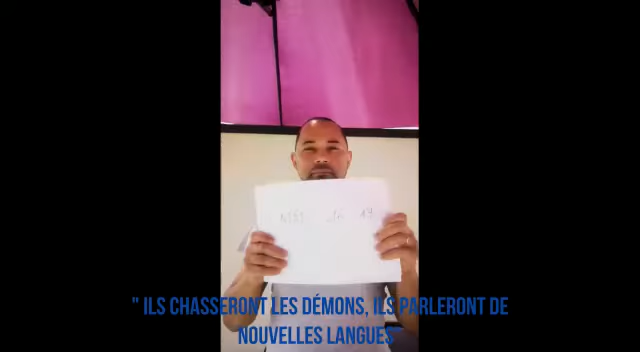 16 17
" ILS CHASSERONT LES DÉMONS, ILS PARLERONT DE
NOUVELLES LANGUES"